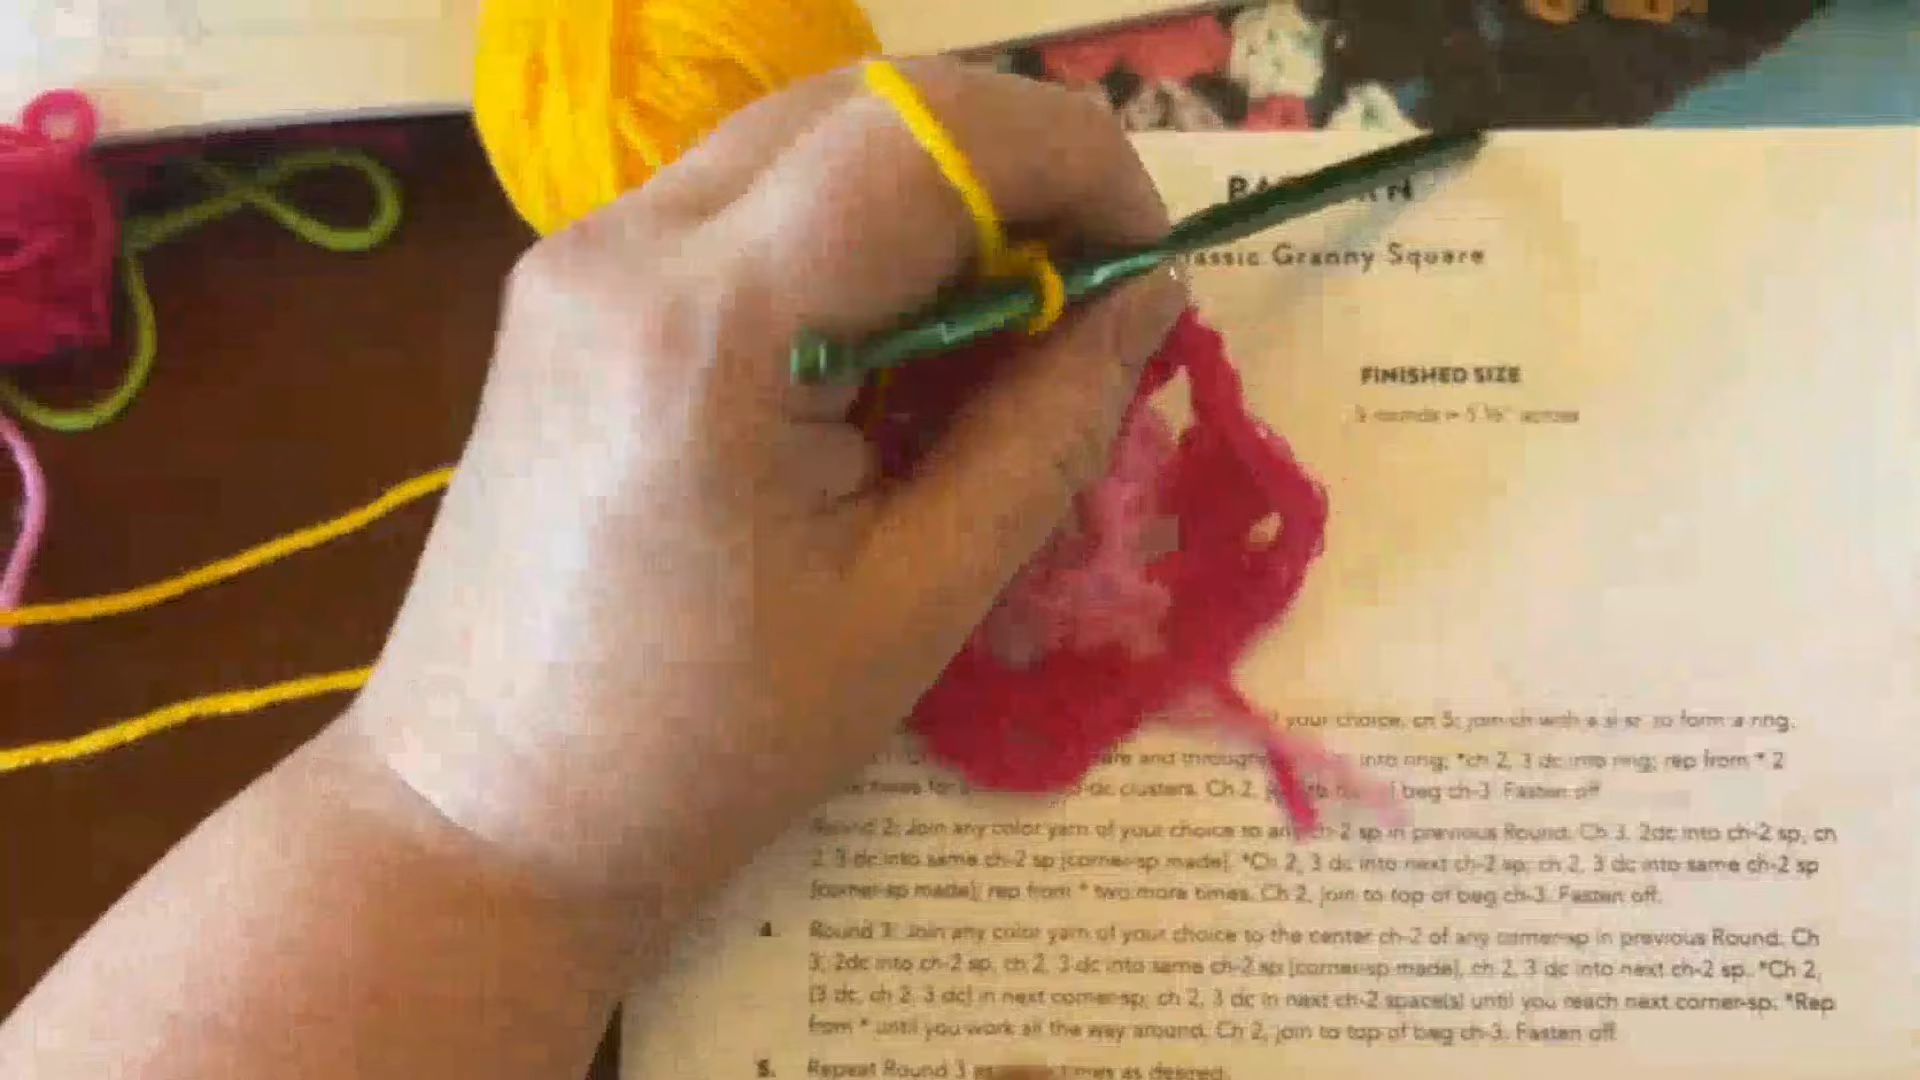 Granny Square
FINISHED SIZE
your choice, ch 5; join ch with a sl st to form a ring.
and through into ring; *ch 2, 3 dc into ring; rep from * 2
times for dc clusters. Ch 2, beg ch-3. Fasten off
Round 2: Join any color yarn of your choice to any ch-2 sp in previous Round. Ch 3, 2dc into ch-2 sp, ch
2, 3 dc into same ch-2 sp [corner-sp made]. *Ch 2, 3 dc into next ch-2 sp; ch 2, 3 dc into same ch-2 sp
[corner-sp made]; rep from * two more times. Ch 2, join to top of beg ch-3. Fasten off.
4. Round 3: Join any color yarn of your choice to the center ch-2 of any corner-sp in previous Round. Ch
3, 2dc into ch-2 sp, ch 2, 3 dc into same ch-2 sp [corner-sp made], ch 2, 3 dc into next ch-2 sp. *Ch 2,
[3 dc, ch 2, 3 dc] in next corner-sp; ch 2, 3 dc in next ch-2 space[s] until you reach next corner-sp; *Rep
from * until you work all the way around. Ch 2, join to top of beg ch-3. Fasten off.
5. Repeat Round 3 times as desired.